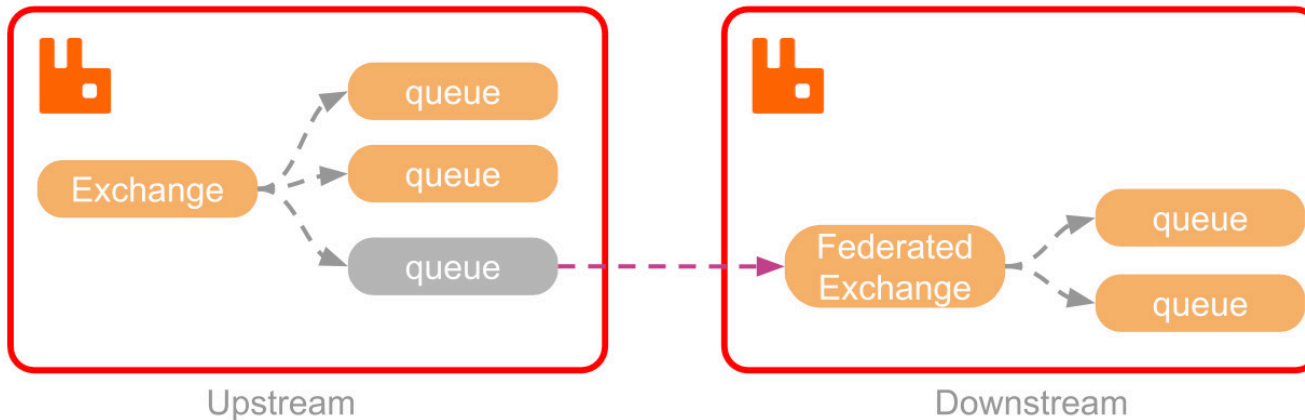 queue
Exchange
queue
queue
Federated
Exchange
queue
queue
Upstream
Downstream